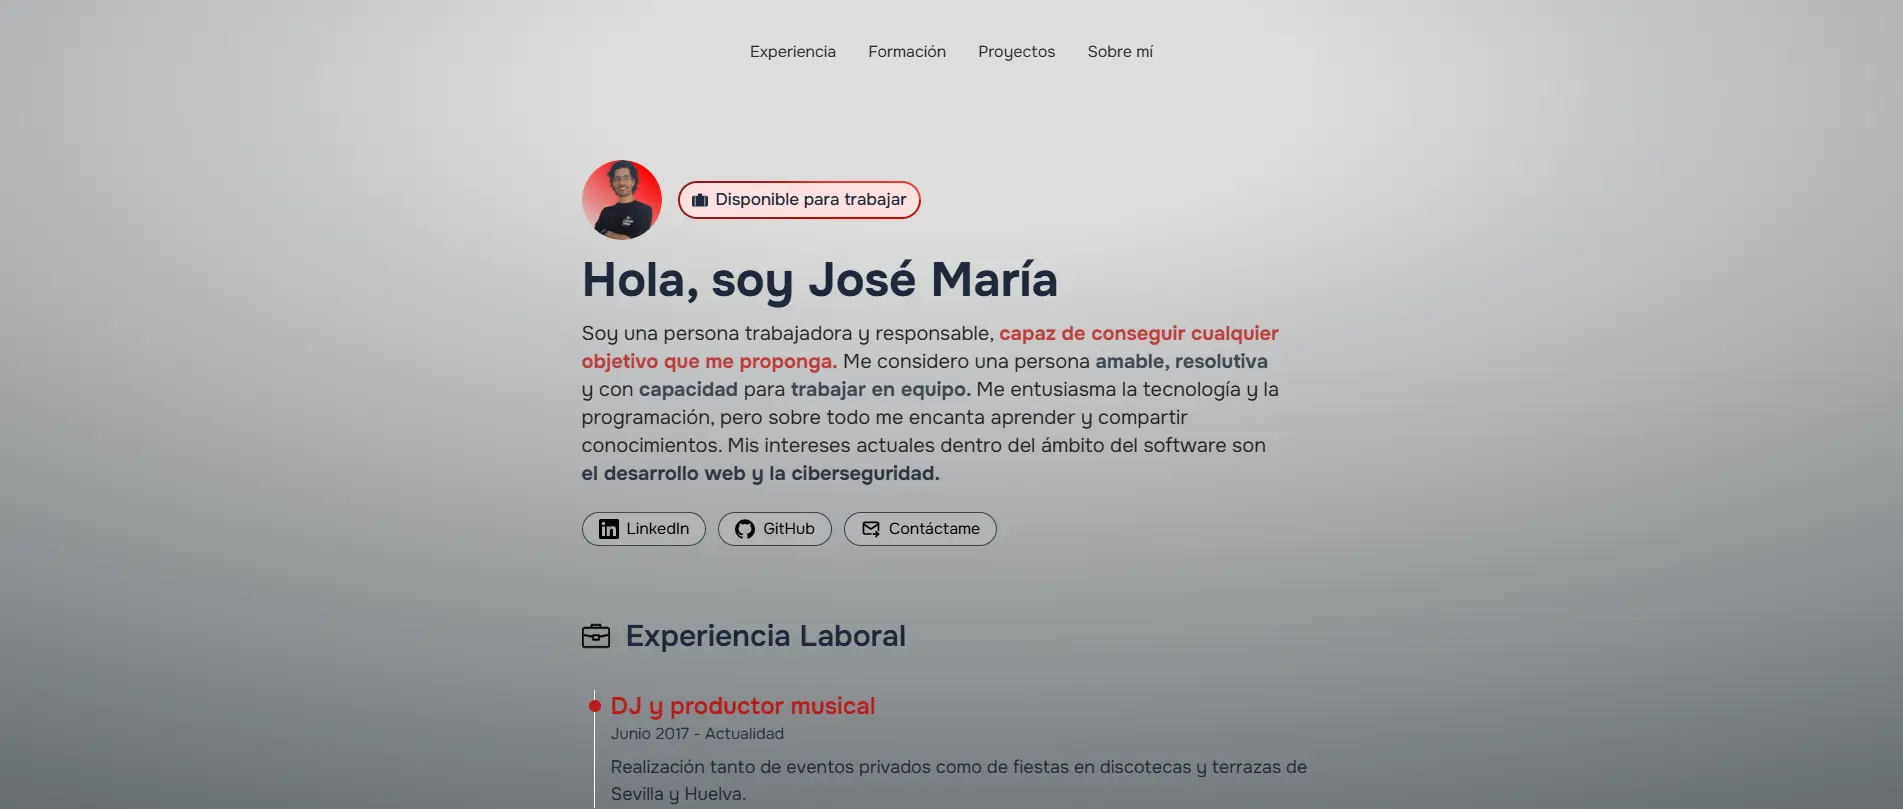 Experiencia Formación Proyectos Sobre mí
Disponible para trabajar
Hola, soy José María
Soy una persona trabajadora y responsable, capaz de conseguir cualquier
objetivo que me proponga. Me considero una persona amable, resolutiva
y con capacidad para trabajar en equipo. Me entusiasma la tecnología y la
programación, pero sobre todo me encanta aprender y compartir
conocimientos. Mis intereses actuales dentro del ámbito del software son
el desarrollo web y la ciberseguridad.
LinkedIn GitHub Contáctame
Experiencia Laboral
DJ y productor musical
Junio 2017 - Actualidad
Realización tanto de eventos privados como de fiestas en discotecas y terrazas de
Sevilla y Huelva.